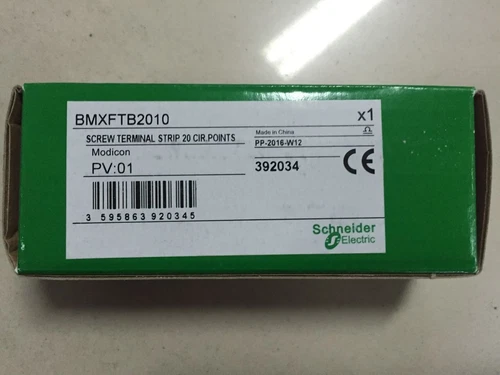 BMXFTB2010
x1
SCREW TERMINAL STRIP 20 CIR.POINTS
Made in China
Modicon
PP-2016-W12
PV:01
392034
CE
3 595863 920345
Schneider
Electric